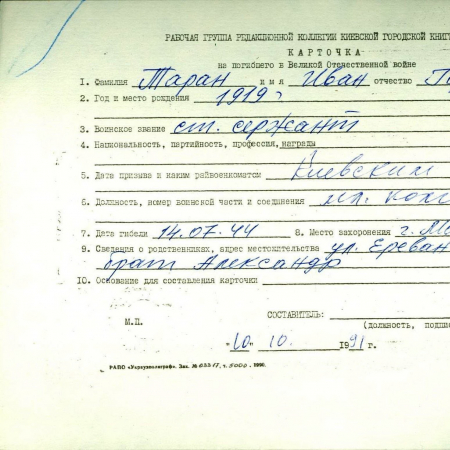 РАБОЧАЯ ГРУППА РЕДАКЦИОННОЙ КОЛЛЕГИИ КИЕВСКОЙ ГОРОДСКОЙ КНИГ
КАРТОЧКА
на погибшего в Великой Отечественной войне
1. Фамилия Таран имя Иван отчество
2. Год и место рождения 1919 г
3. Воинское звание ст. сержант
4. Национальность, партийность, профессия, награды
5. Дата призыва и каким райвоенкоматом Киевским
6. Должность, номер воинской части и соединения
7. Дата гибели 14.07.44 8. Место захоронения г. М
9. Сведения о родственниках, адрес местожительства ул. Ереван
брат Александр
10. Основание для составления карточки
СОСТАВИТЕЛЬ:
М.П. (должность, подпи
"10" 10. 1991 г.
РАПО «Укрвузполиграф». Зак. № 0331Л, т. 5000. 1990.